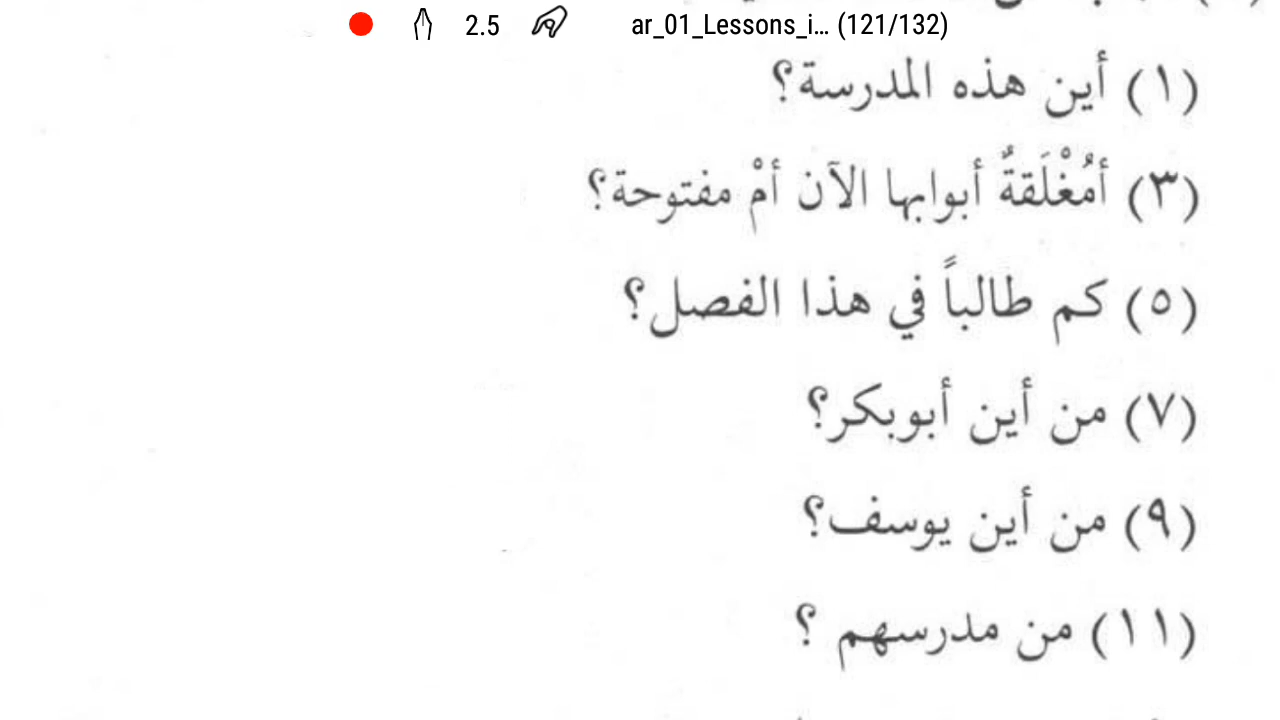 2.5 ar_01_Lessons_i... (121/132)
(١) أين هذه المدرسة؟
(٣) أمُغْلَقةٌ أبوابها الآن أمْ مفتوحة؟
(٥) كم طالباً في هذا الفصل؟
(٧) من أين أبوبكر؟
(٩) من أين يوسف؟
(١١) من مدرسهم ؟